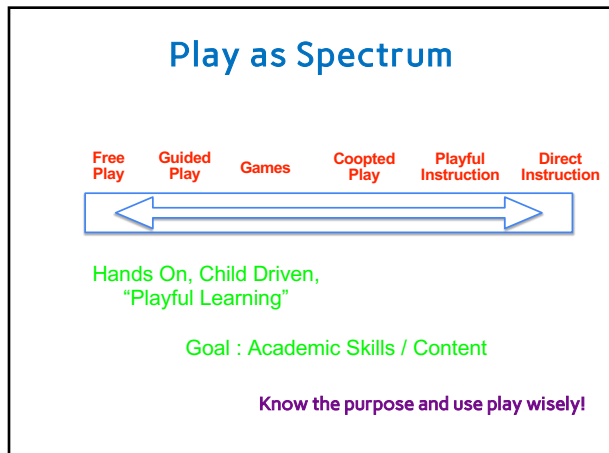 Play as Spectrum
Free Play
Guided Play
Games
Coopted Play
Playful Instruction
Direct Instruction
Hands On, Child Driven,
“Playful Learning”
Goal : Academic Skills / Content
Know the purpose and use play wisely!